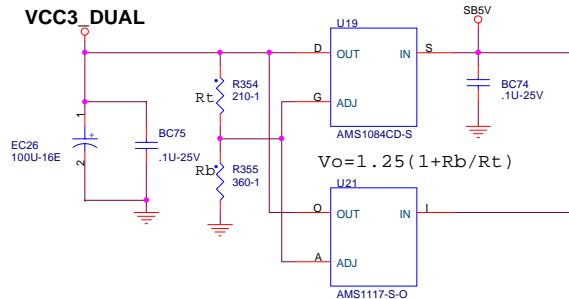 VCC3_DUAL
U19
SB5V
D OUT IN S
Rt
R354
210-1
G ADJ
BC74
.1U-25V
AMS1084CD-S
1
EC26
100U-16E
2
BC75
.1U-25V
Rb
R355
360-1
Vo=1.25(1+Rb/Rt)
U21
O OUT IN I
A ADJ
AMS1117-S-O